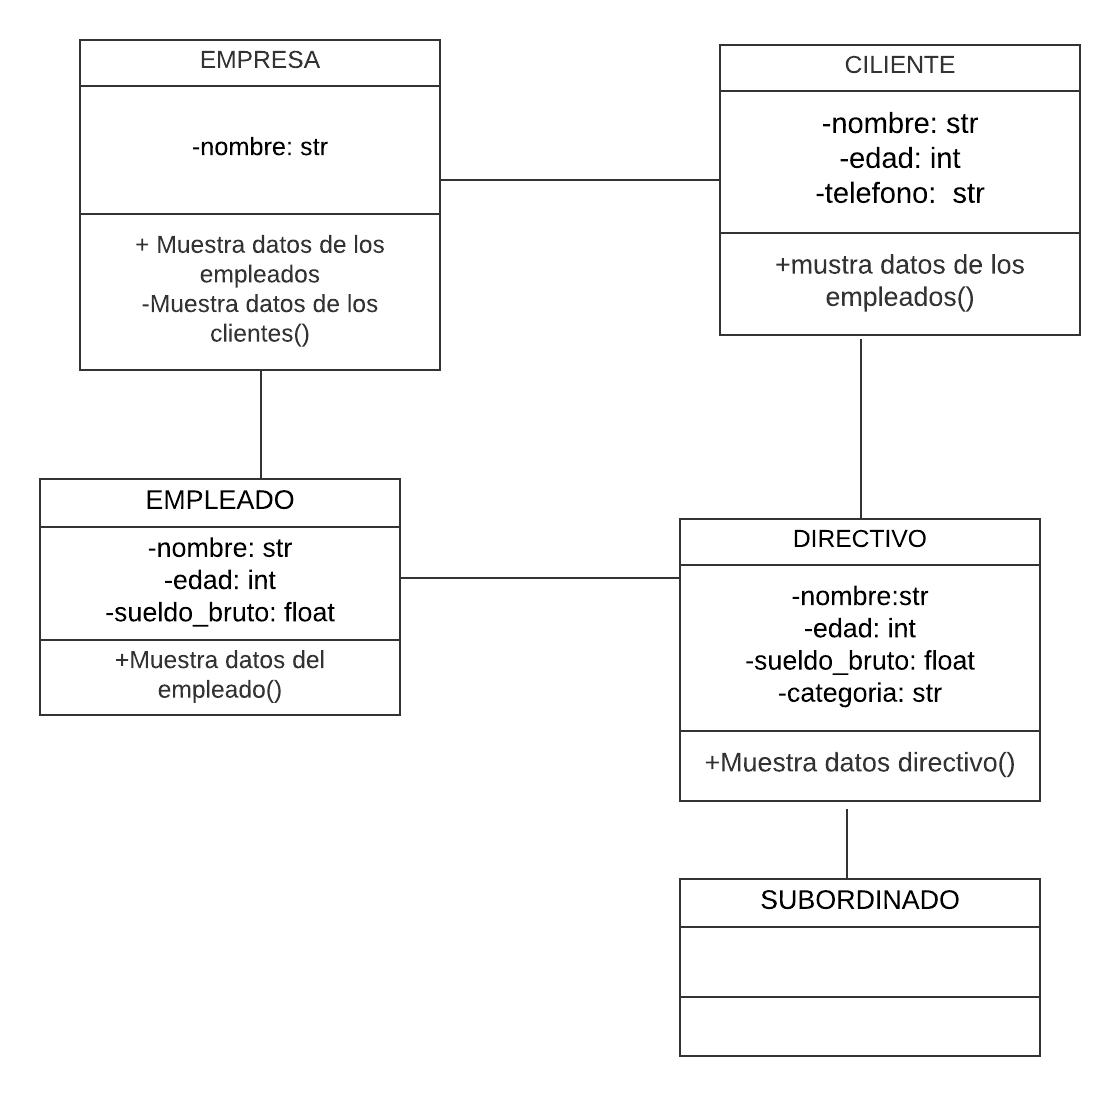 EMPRESA
-nombre: str
+ Muestra datos de los
empleados
-Muestra datos de los
clientes()
CILIENTE
-nombre: str
-edad: int
-telefono:  str
+mustra datos de los
empleados()
EMPLEADO
-nombre: str
-edad: int
-sueldo_bruto: float
+Muestra datos del
empleado()
DIRECTIVO
-nombre:str
-edad: int
-sueldo_bruto: float
-categoria: str
+Muestra datos directivo()
SUBORDINADO